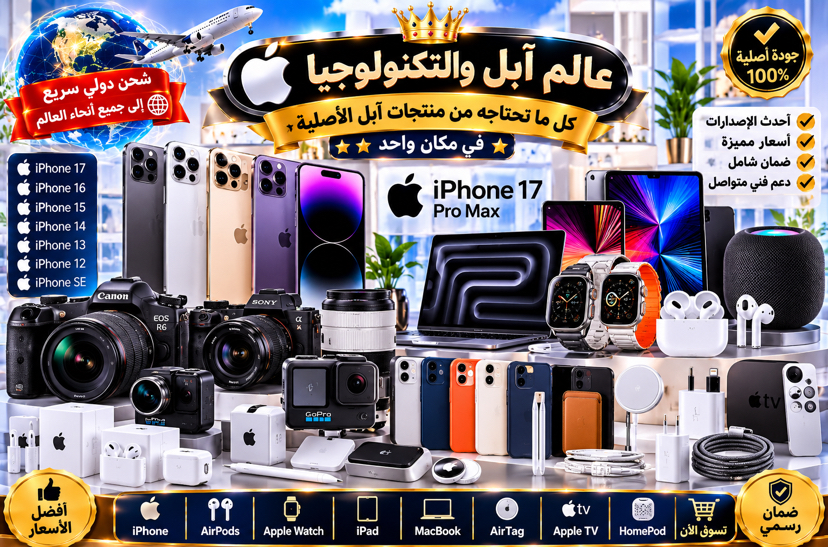 شحن دولي سريع
إلى جميع أنحاء العالم
عالم آبل والتكنولوجيا
كل ما تحتاجه من منتجات آبل الأصلية
في مكان واحد
جودة أصلية
100%
أحدث الإصدارات
أسعار مميزة
ضمان شامل
دعم فني متواصل
iPhone 17
iPhone 16
iPhone 15
iPhone 14
iPhone 13
iPhone 12
iPhone SE
iPhone 17
Pro Max
Canon
EOS
R6
SONY
α
GoPro
tv
أفضل
الأسعار
iPhone
AirPods
Apple Watch
iPad
MacBook
AirTag
tv
Apple TV
HomePod
تسوق الآن
ضمان
رسمي